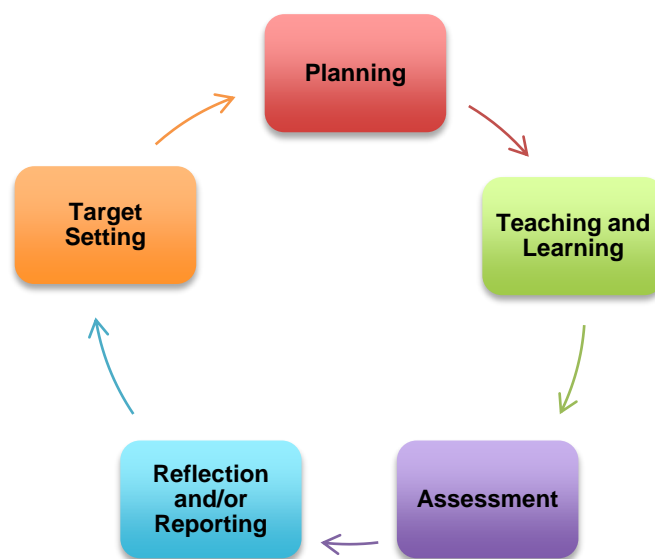 Planning
Teaching and
Learning
Assessment
Reflection
and/or
Reporting
Target
Setting